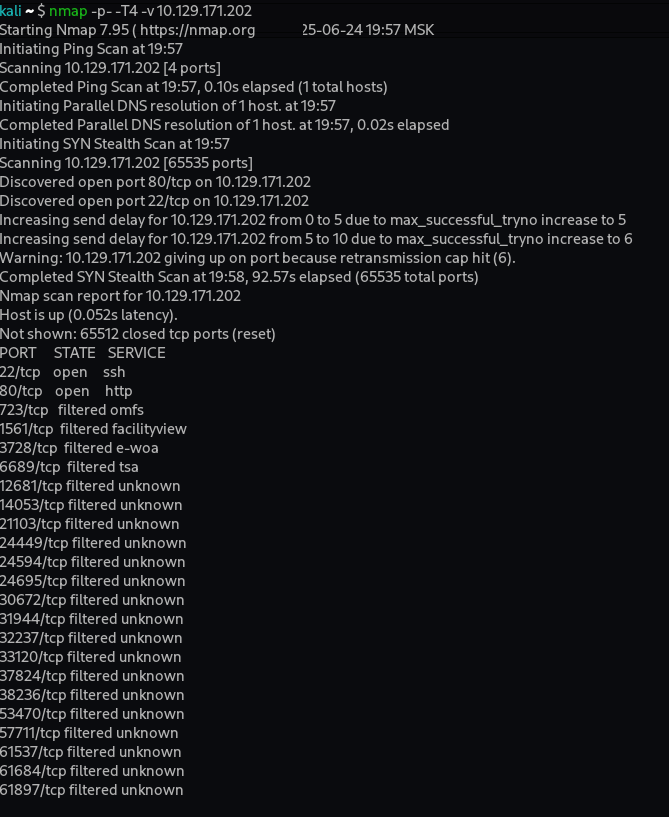 kali ~ $ nmap -p- -T4 -v 10.129.171.202
Starting Nmap 7.95 ( https://nmap.org 25-06-24 19:57 MSK
Initiating Ping Scan at 19:57
Scanning 10.129.171.202 [4 ports]
Completed Ping Scan at 19:57, 0.10s elapsed (1 total hosts)
Initiating Parallel DNS resolution of 1 host. at 19:57
Completed Parallel DNS resolution of 1 host. at 19:57, 0.02s elapsed
Initiating SYN Stealth Scan at 19:57
Scanning 10.129.171.202 [65535 ports]
Discovered open port 80/tcp on 10.129.171.202
Discovered open port 22/tcp on 10.129.171.202
Increasing send delay for 10.129.171.202 from 0 to 5 due to max_successful_tryno increase to 5
Increasing send delay for 10.129.171.202 from 5 to 10 due to max_successful_tryno increase to 6
Warning: 10.129.171.202 giving up on port because retransmission cap hit (6).
Completed SYN Stealth Scan at 19:58, 92.57s elapsed (65535 total ports)
Nmap scan report for 10.129.171.202
Host is up (0.052s latency).
Not shown: 65512 closed tcp ports (reset)
PORT STATE SERVICE
22/tcp open ssh
80/tcp open http
723/tcp filtered omfs
1561/tcp filtered facilityview
3728/tcp filtered e-woa
6689/tcp filtered tsa
12681/tcp filtered unknown
14053/tcp filtered unknown
21103/tcp filtered unknown
24449/tcp filtered unknown
24594/tcp filtered unknown
24695/tcp filtered unknown
30672/tcp filtered unknown
31944/tcp filtered unknown
32237/tcp filtered unknown
33120/tcp filtered unknown
37824/tcp filtered unknown
38236/tcp filtered unknown
53470/tcp filtered unknown
57711/tcp filtered unknown
61537/tcp filtered unknown
61684/tcp filtered unknown
61897/tcp filtered unknown